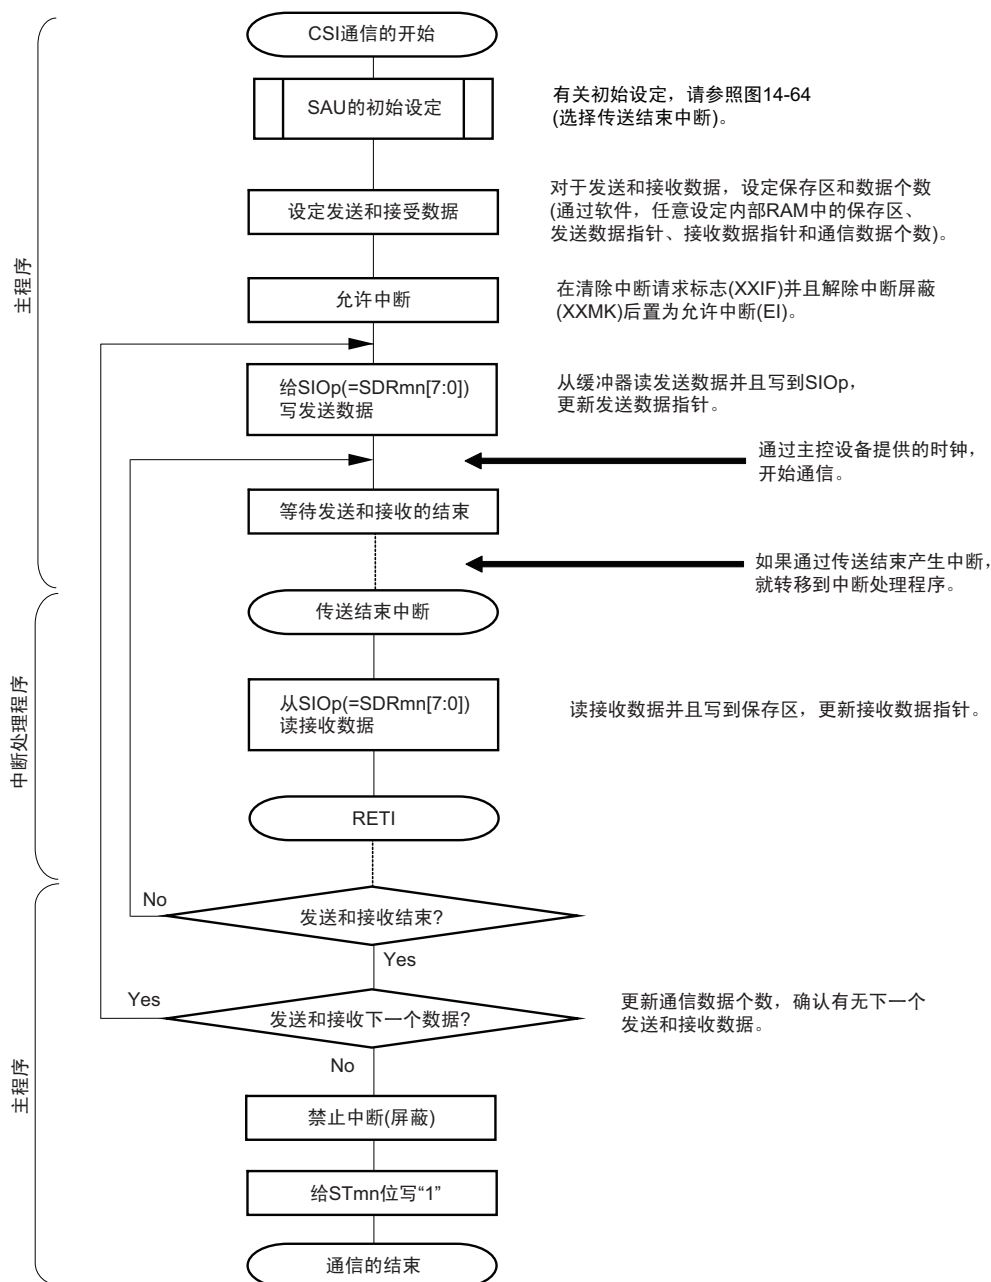 CSI通信的开始
SAU的初始设定
有关初始设定，请参照图14-64
(选择传送结束中断)。
设定发送和接受数据
对于发送和接收数据，设定保存区和数据个数
(通过软件，任意设定内部RAM中的保存区、
发送数据指针、接收数据指针和通信数据个数)。
主程序
允许中断
在清除中断请求标志(XXIF)并且解除中断屏蔽
(XXMK)后置为允许中断(EI)。
给SIOp(=SDRmn[7:0])
写发送数据
从缓冲器读发送数据并且写到SIOp，
更新发送数据指针。
通过主控设备提供的时钟，
开始通信。
等待发送和接收的结束
如果通过传送结束产生中断，
就转移到中断处理程序。
传送结束中断
中断处理程序
从SIOp(=SDRmn[7:0])
读接收数据
读接收数据并且写到保存区，更新接收数据指针。
RETI
No
发送和接收结束?
Yes
Yes
发送和接收下一个数据?
更新通信数据个数，确认有无下一个
发送和接收数据。
No
主程序
禁止中断(屏蔽)
给STmn位写“1”
通信的结束